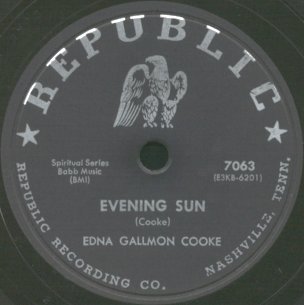 REPUBLIC
Spiritual Series
Babb Music
(BMI)
7063
(E3KB-6201)
EVENING SUN
(Cooke)
EDNA GALLMON COOKE
REPUBLIC RECORDING CO. NASHVILLE, TENN.